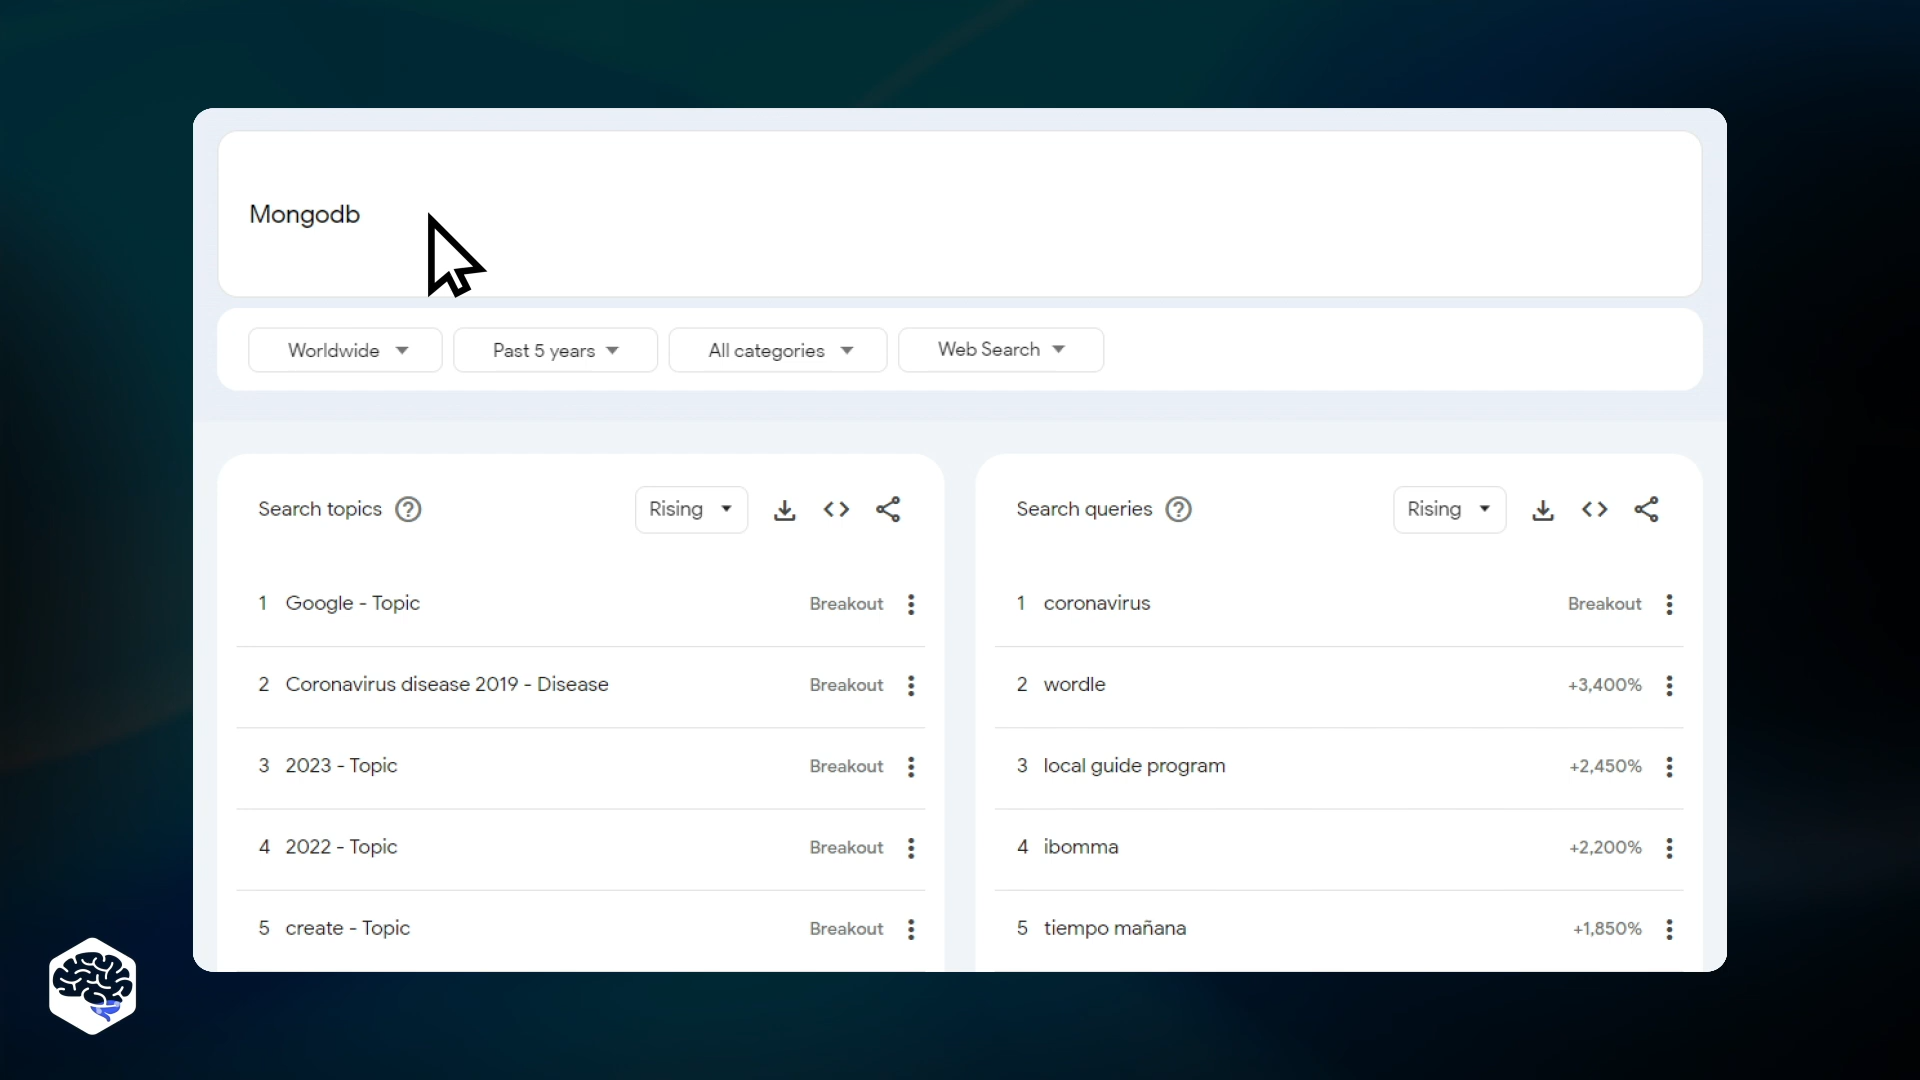 Mongodb
Worldwide Past 5 years All categories Web Search
Search topics Rising
1 Google - Topic Breakout
2 Coronavirus disease 2019 - Disease Breakout
3 2023 - Topic Breakout
4 2022 - Topic Breakout
5 create - Topic Breakout
Search queries Rising
1 coronavirus Breakout
2 wordle +3,400%
3 local guide program +2,450%
4 ibomma +2,200%
5 tiempo mañana +1,850%